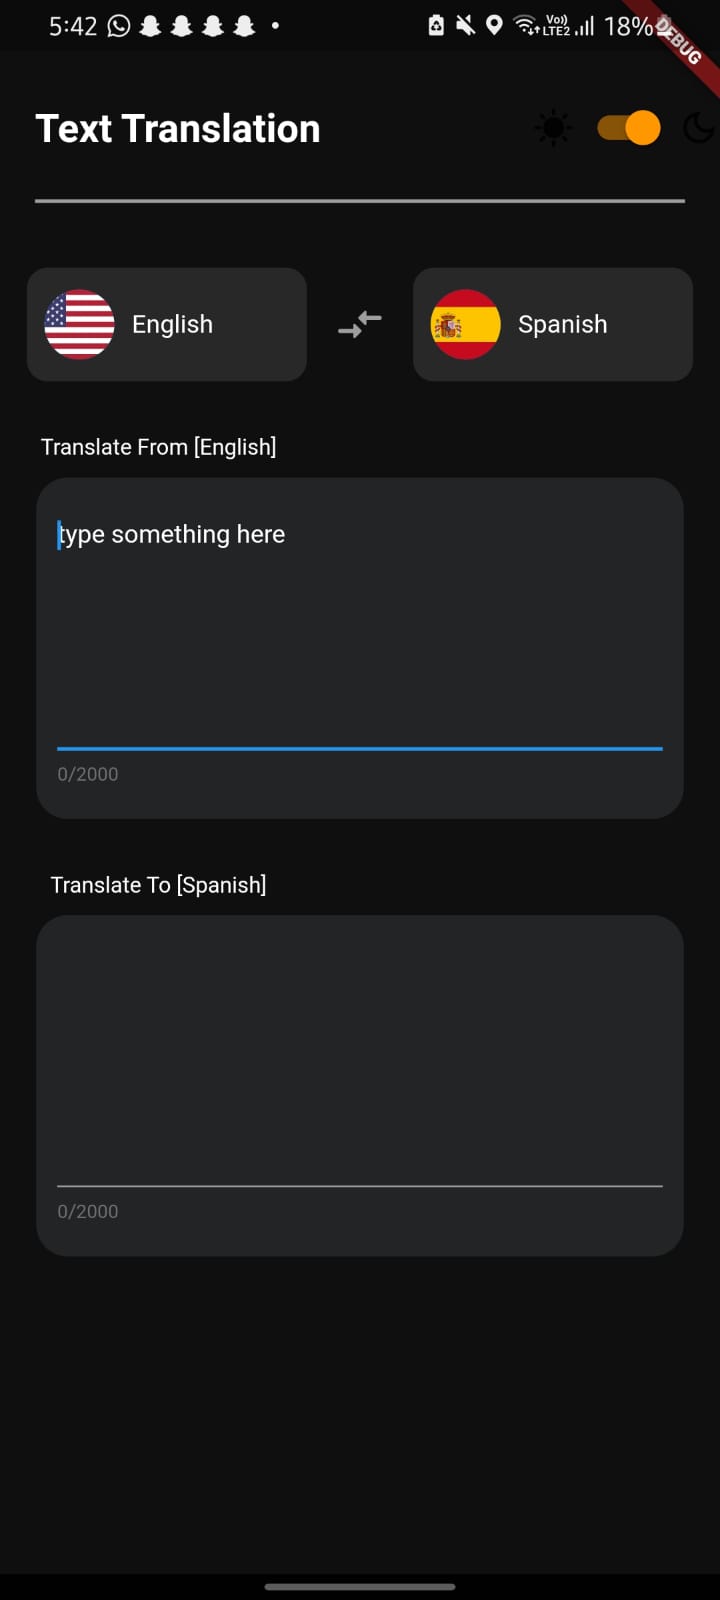 5:42
Vo)) LTE2 18%
DEBUG
Text Translation
English
Spanish
Translate From [English]
type something here
0/2000
Translate To [Spanish]
0/2000